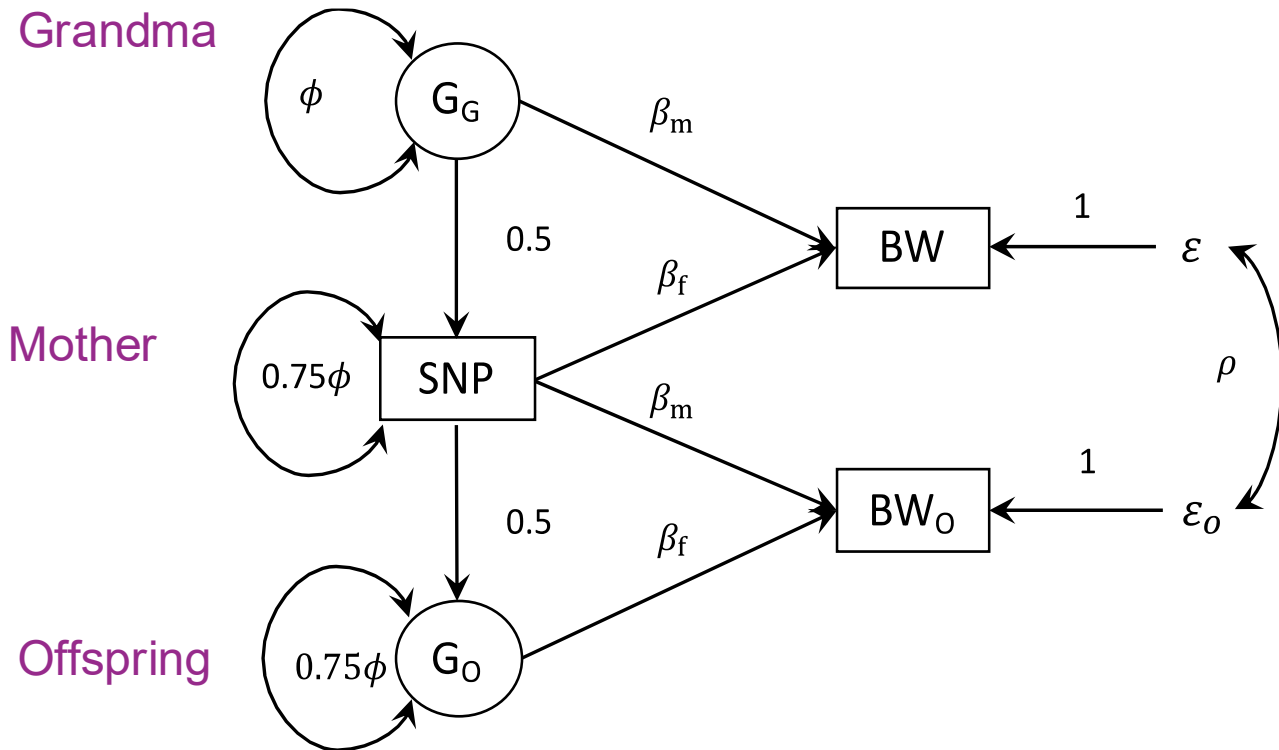 Grandma
ϕ
G_G
β_m
0.5
BW
1
ε
β_f
Mother
0.75ϕ
SNP
β_m
ρ
0.5
BW_O
1
ε_o
β_f
Offspring
0.75ϕ
G_O